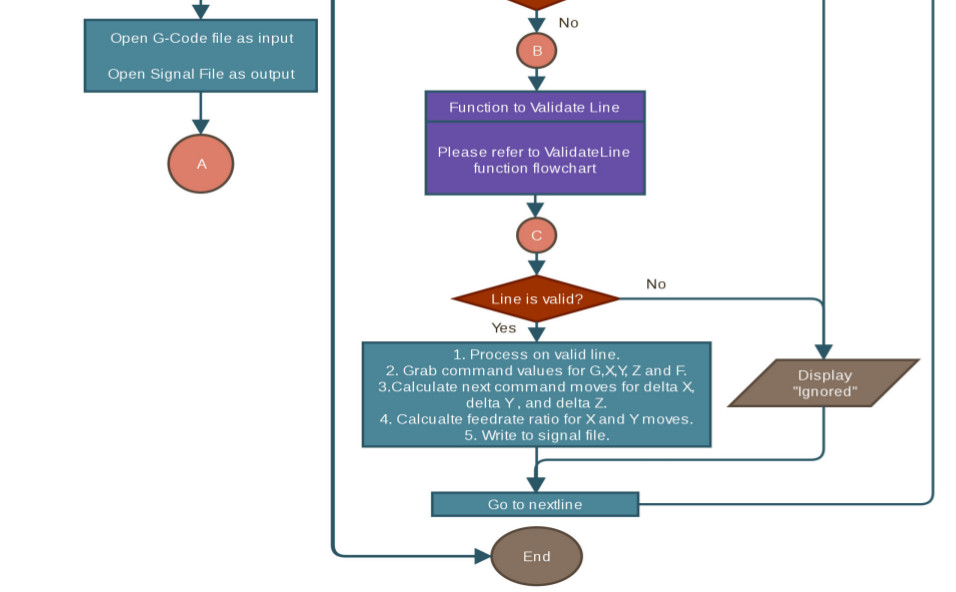 Open G-Code file as input
Open Signal File as output
A
No
B
Function to Validate Line
Please refer to ValidateLine
function flowchart
C
Line is valid?
No
Yes
1. Process on valid line.
2. Grab command values for G,X,Y, Z and F.
3.Calculate next command moves for delta X,
delta Y , and delta Z.
4. Calcualte feedrate ratio for X and Y moves.
5. Write to signal file.
Display
"Ignored"
Go to nextline
End